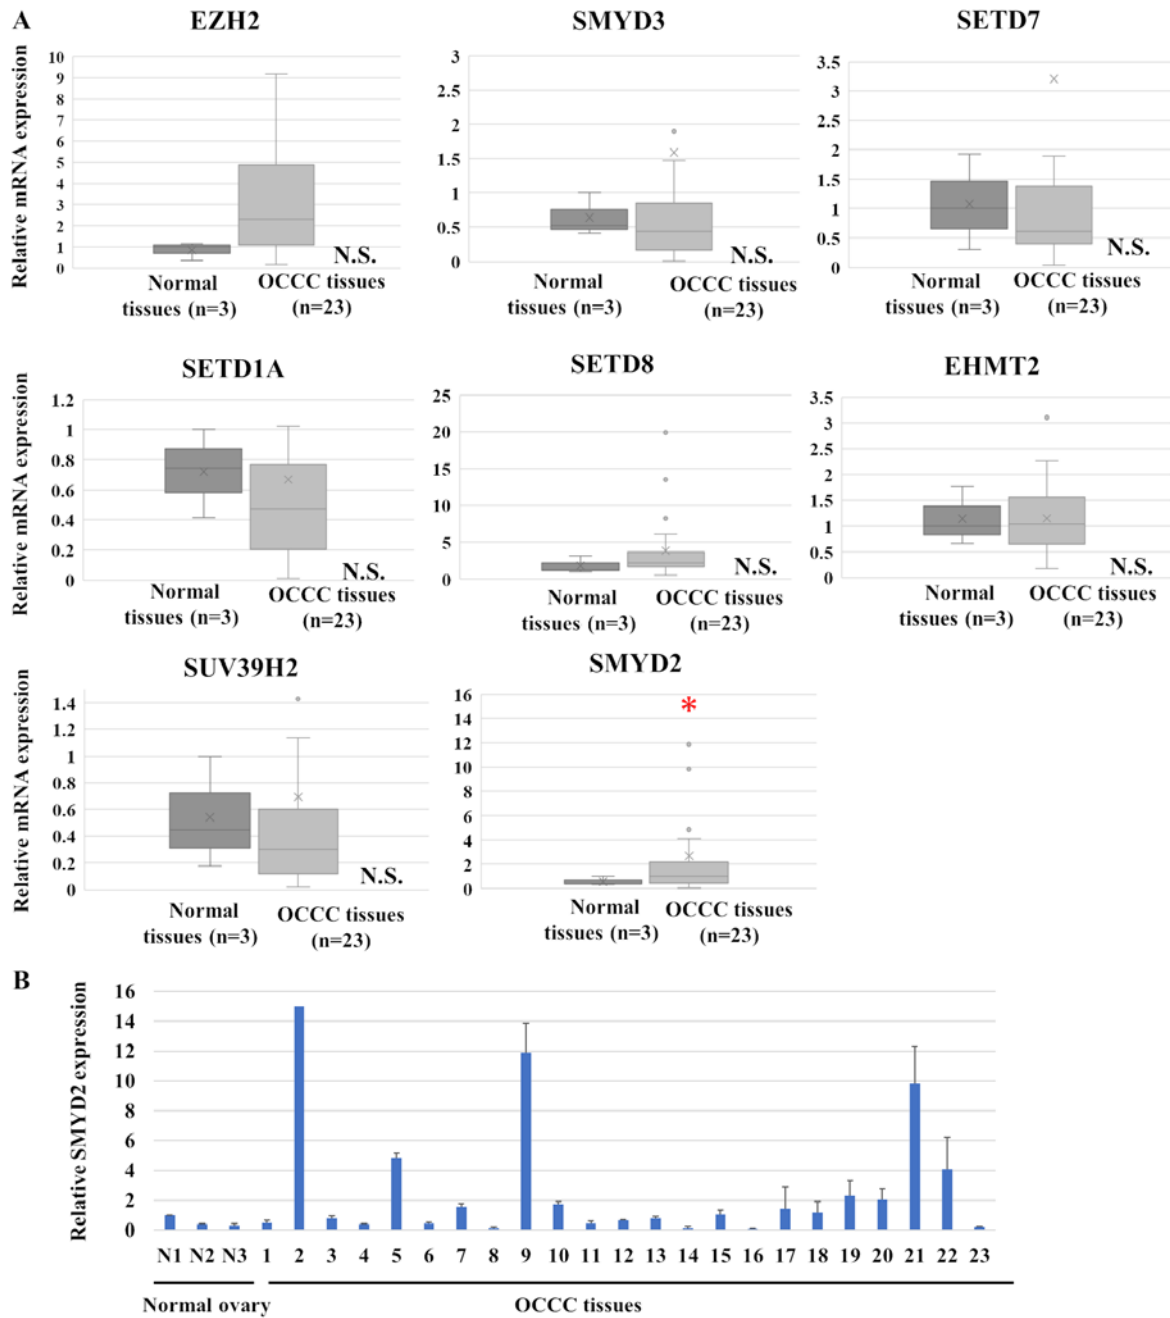 A
EZH2
SMYD3
SETD7
Relative mRNA expression
10
9
8
7
6
5
4
3
2
1
0
N.S.
Normal
tissues (n=3)
OCCC tissues
(n=23)
3
2.5
2
1.5
1
0.5
0
N.S.
Normal
tissues (n=3)
OCCC tissues
(n=23)
3.5
3
2.5
2
1.5
1
0.5
0
N.S.
Normal
tissues (n=3)
OCCC tissues
(n=23)
SETD1A
SETD8
EHMT2
Relative mRNA expression
1.2
1
0.8
0.6
0.4
0.2
0
N.S.
Normal
tissues (n=3)
OCCC tissues
(n=23)
25
20
15
10
5
0
N.S.
Normal
tissues (n=3)
OCCC tissues
(n=23)
3.5
3
2.5
2
1.5
1
0.5
0
N.S.
Normal
tissues (n=3)
OCCC tissues
(n=23)
SUV39H2
SMYD2
Relative mRNA expression
1.4
1.2
1
0.8
0.6
0.4
0.2
0
N.S.
Normal
tissues (n=3)
OCCC tissues
(n=23)
16
14
12
10
8
6
4
2
0
*
Normal
tissues (n=3)
OCCC tissues
(n=23)
B
Relative SMYD2 expression
16
14
12
10
8
6
4
2
0
N1 N2 N3 1 2 3 4 5 6 7 8 9 10 11 12 13 14 15 16 17 18 19 20 21 22 23
Normal ovary
OCCC tissues